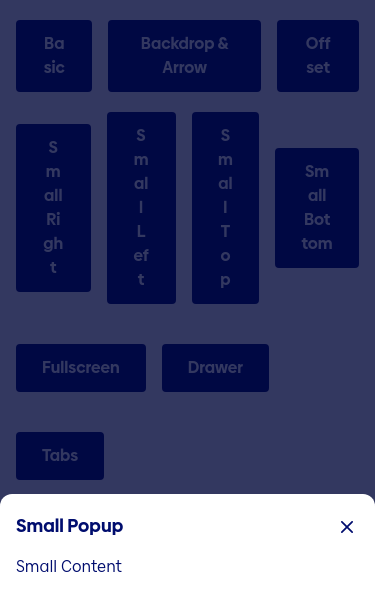 Ba
sic
Backdrop &
Arrow
Off
set
S
m
all
Ri
gh
t
S
m
al
l
L
ef
t
S
m
al
l
T
o
p
Sm
all
Bot
tom
Fullscreen
Drawer
Tabs
Small Popup
Small Content